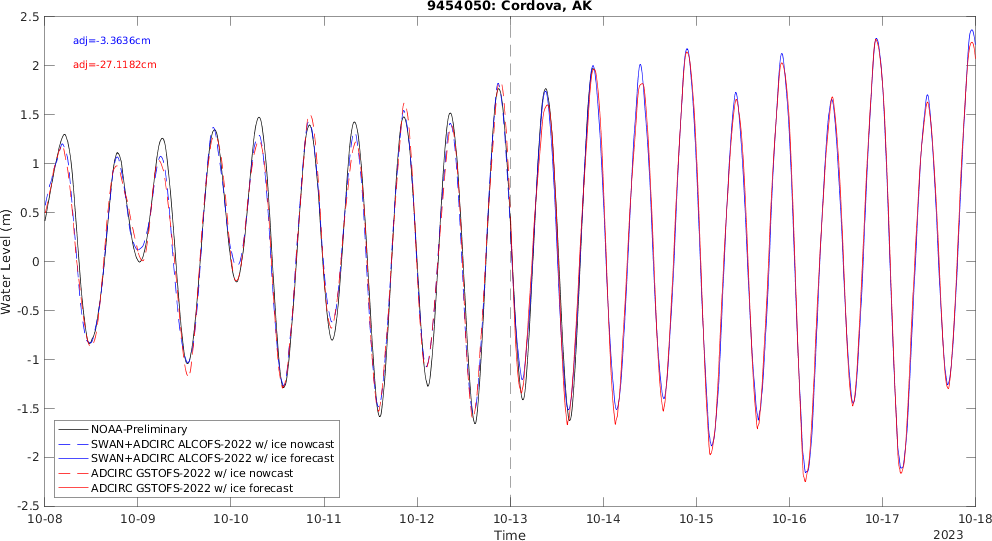 9454050: Cordova, AK
adj=-3.3636cm
adj=-27.1182cm
Water Level (m)
2.5
2
1.5
1
0.5
0
-0.5
-1
-1.5
-2
-2.5
NOAA-Preliminary
SWAN+ADCIRC ALCOFS-2022 w/ ice nowcast
SWAN+ADCIRC ALCOFS-2022 w/ ice forecast
ADCIRC GSTOFS-2022 w/ ice nowcast
ADCIRC GSTOFS-2022 w/ ice forecast
10-08 10-09 10-10 10-11 10-12 10-13 10-14 10-15 10-16 10-17 10-18
Time
2023